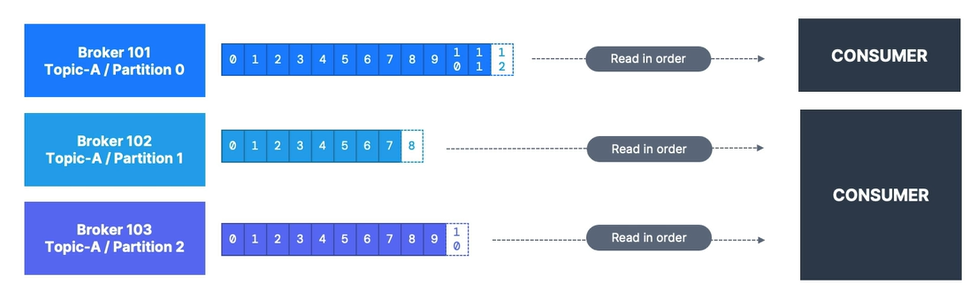 Broker 101
Topic-A / Partition 0
0 1 2 3 4 5 6 7 8 9 10 11 12
Read in order
CONSUMER
Broker 102
Topic-A / Partition 1
0 1 2 3 4 5 6 7 8
Read in order
CONSUMER
Broker 103
Topic-A / Partition 2
0 1 2 3 4 5 6 7 8 9 10
Read in order